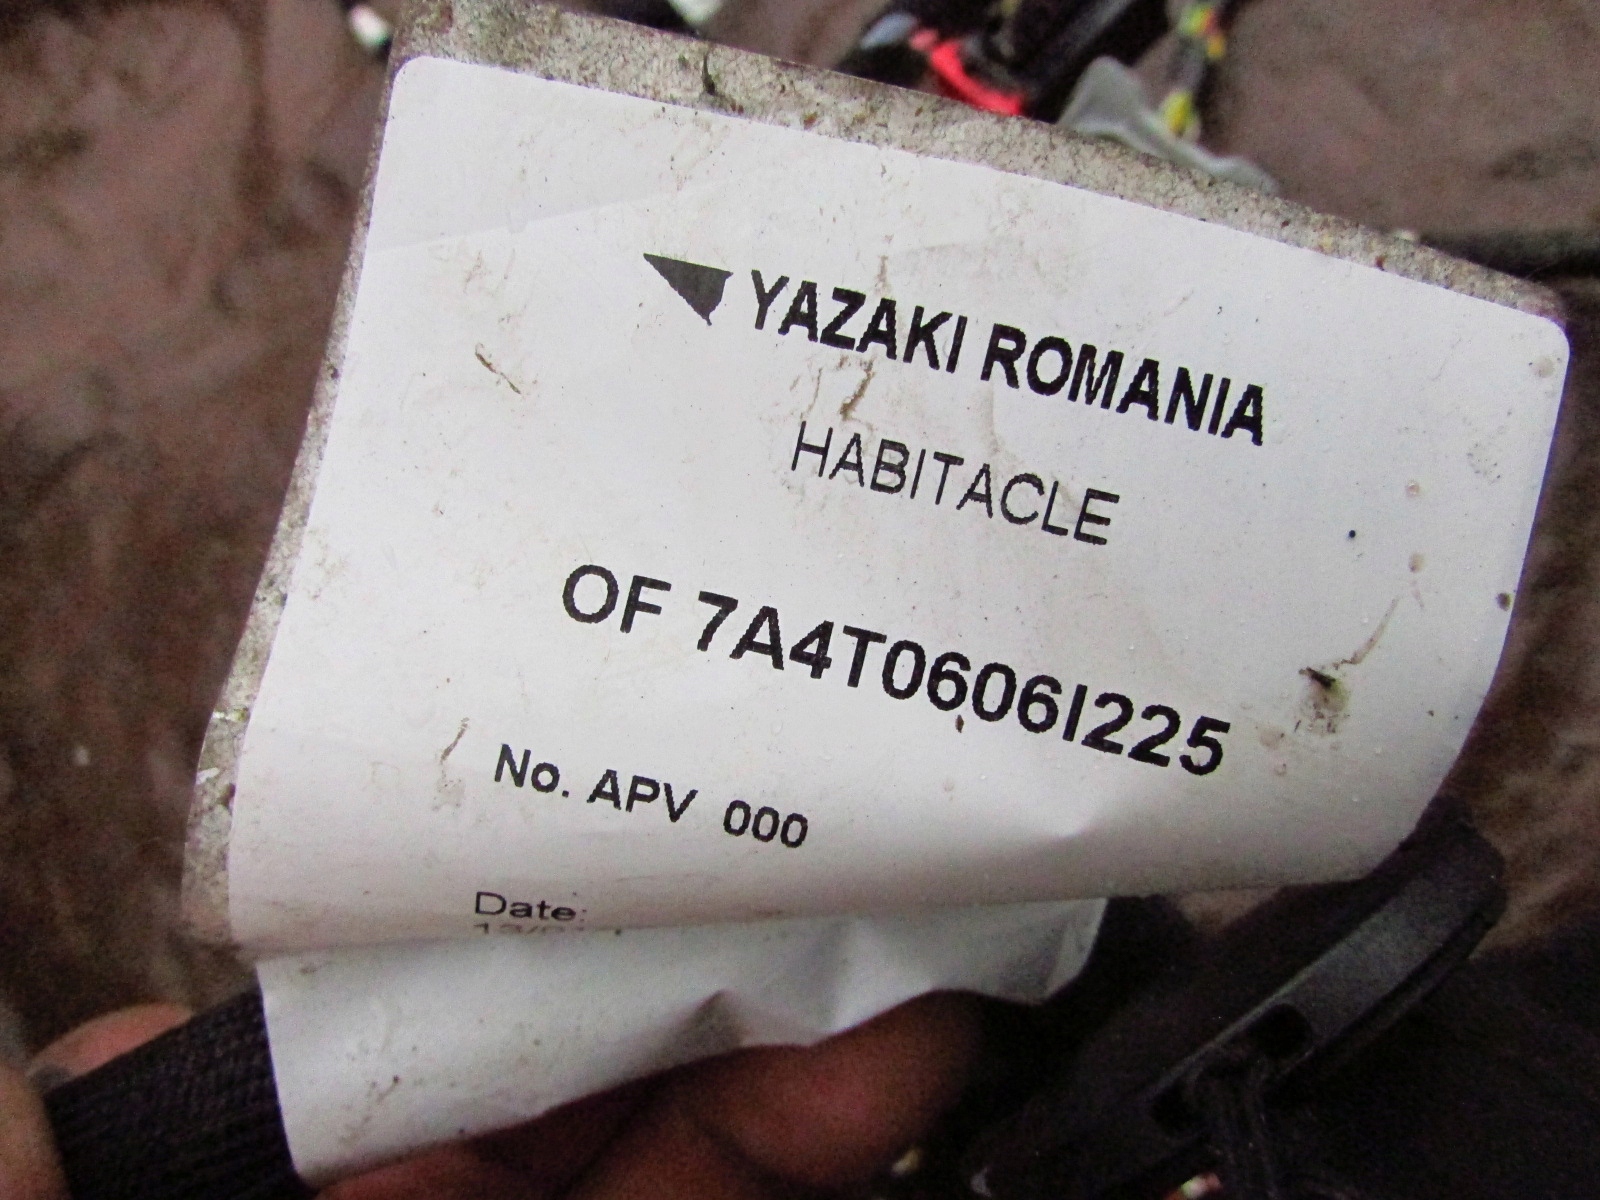 YAZAKI ROMANIA
HABITACLE
OF 7A4T0606I225
No. APV 000
Date: